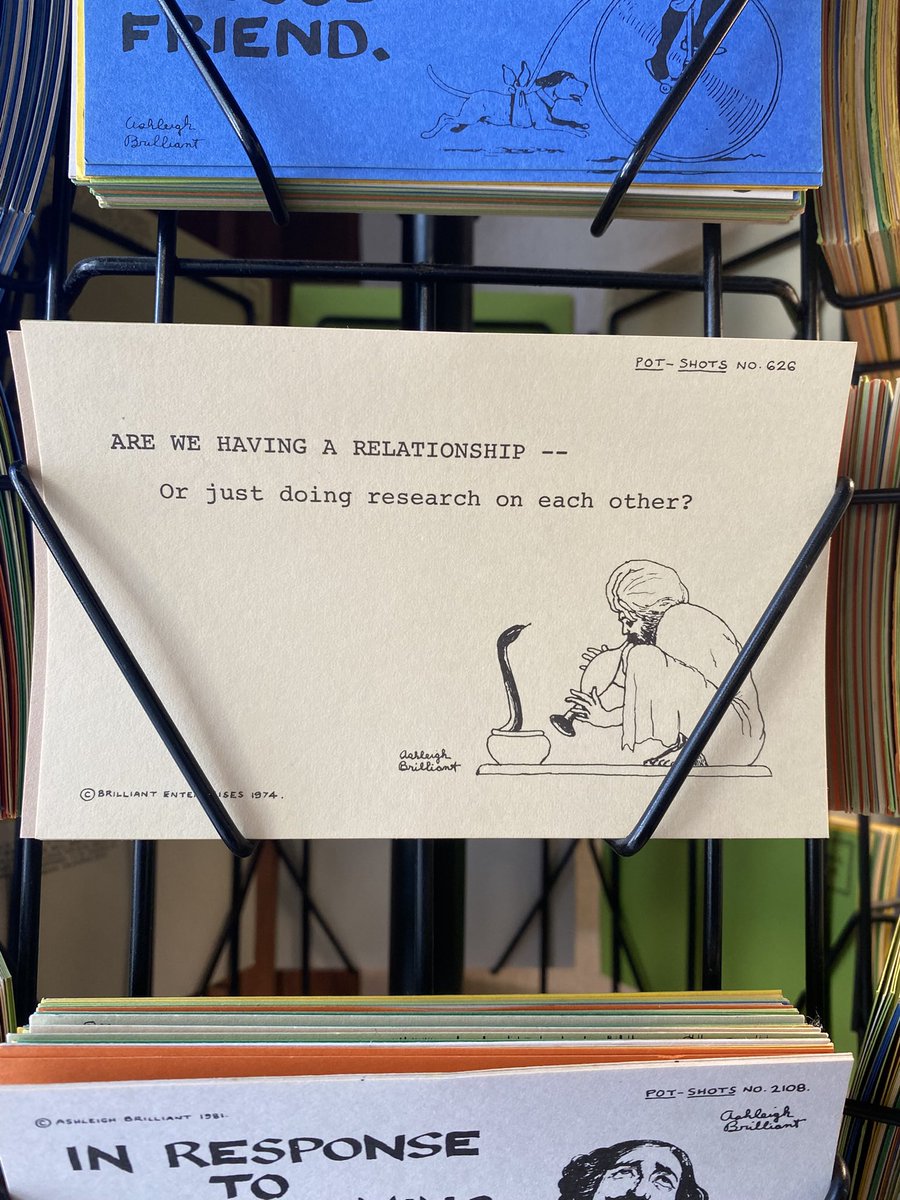 FRIEND.
Ashleigh
Brilliant
POT-SHOTS NO. 626
ARE WE HAVING A RELATIONSHIP --
Or just doing research on each other?
Ashleigh
Brilliant
© BRILLIANT 1974.
© ASHLEIGH BRILLIANT 1981.
POT-SHOTS NO. 2108.
Ashleigh
Brilliant
IN RESPONSE
TO